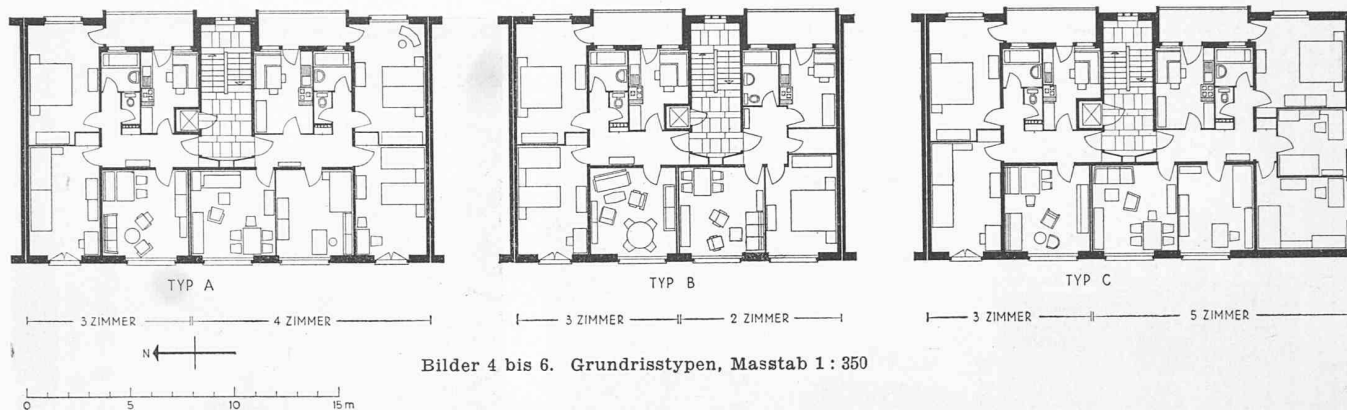 TYP A
TYP B
TYP C
3 ZIMMER 4 ZIMMER
3 ZIMMER 2 ZIMMER
3 ZIMMER 5 ZIMMER
N
Bilder 4 bis 6. Grundrisstypen, Masstab 1 : 350
0 5 10 15 m